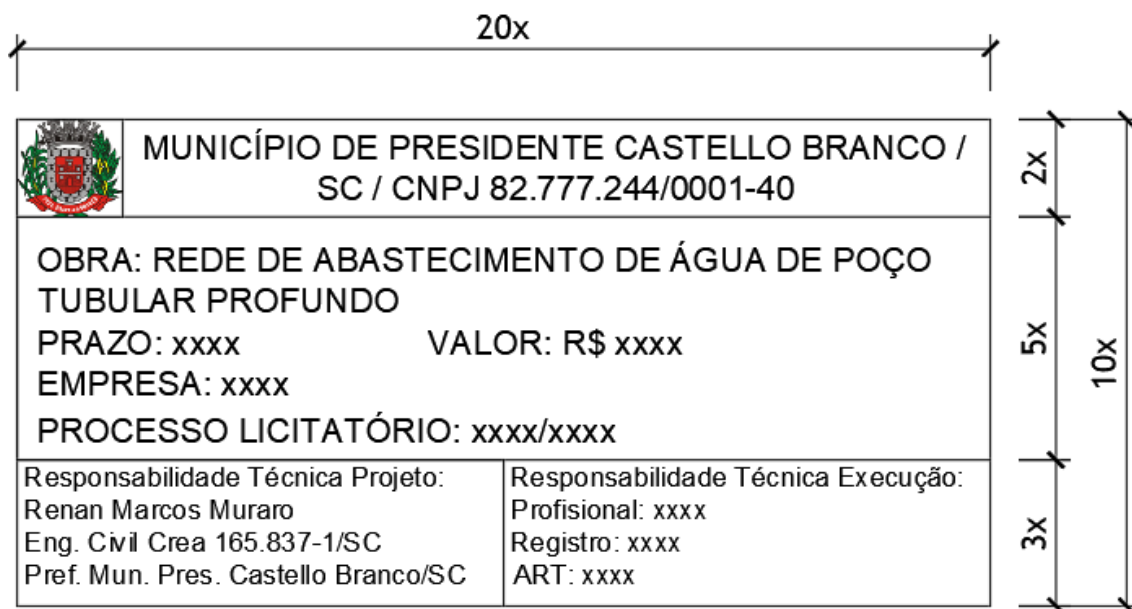 20x
MUNICÍPIO DE PRESIDENTE CASTELLO BRANCO /
SC / CNPJ 82.777.244/0001-40
2x
OBRA: REDE DE ABASTECIMENTO DE ÁGUA DE POÇO
TUBULAR PROFUNDO
PRAZO: xxxx VALOR: R$ xxxx
EMPRESA: xxxx
PROCESSO LICITATÓRIO: xxxx/xxxx
5x
10x
Responsabilidade Técnica Projeto:
Renan Marcos Muraro
Eng. Civil Crea 165.837-1/SC
Pref. Mun. Pres. Castello Branco/SC
Responsabilidade Técnica Execução:
Profisional: xxxx
Registro: xxxx
ART: xxxx
3x